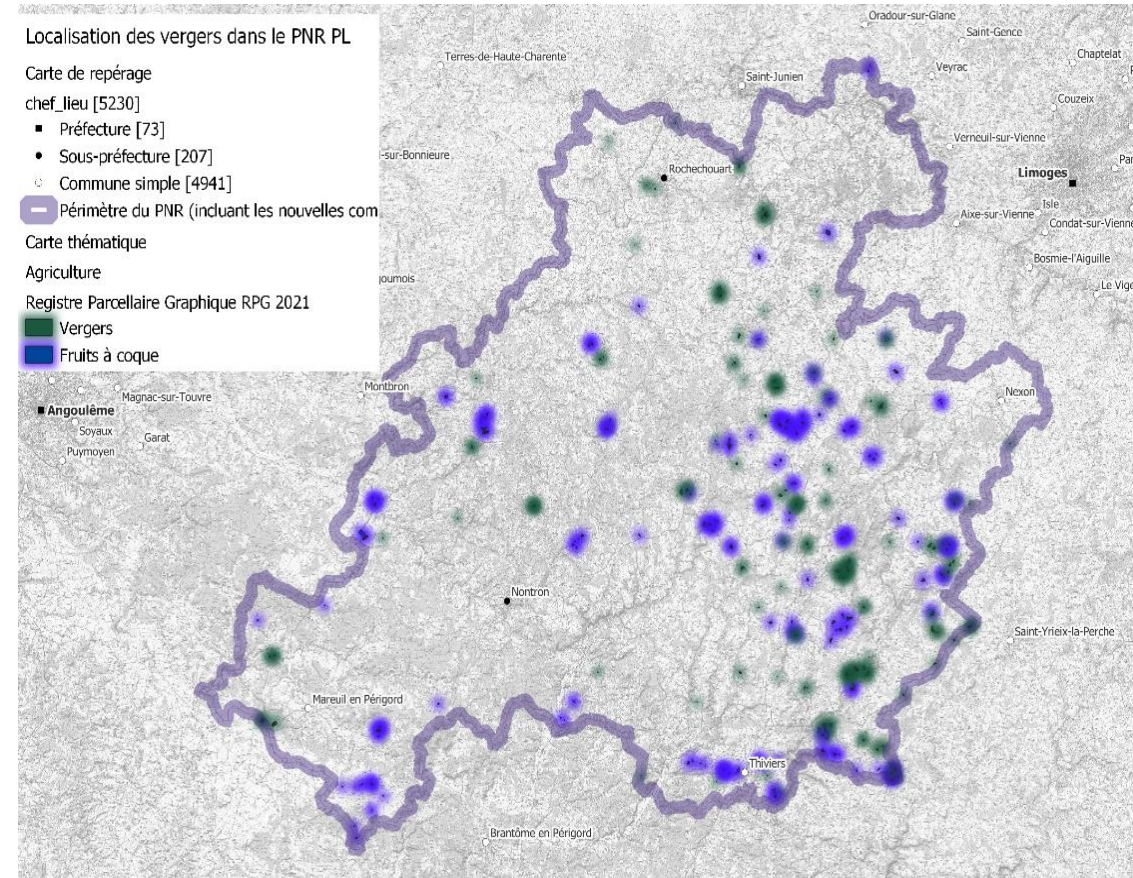 Localisation des vergers dans le PNR PL
Carte de repérage
chef_lieu [5230]
Préfecture [73]
Sous-préfecture [207]
Commune simple [4941]
Périmètre du PNR (incluant les nouvelles com
Carte thématique
Agriculture
Registre Parcellaire Graphique RPG 2021
Vergers
Fruits à coque
Oradour-sur-Glane
Saint-Gence
Terres-de-Haute-Charente
Chaptelat
Veyrac
Saint-Junien
Couzeix
Verneuil-sur-Vienne
-sur-Bonnieure
Pan
Rochechouart
Limoges
Isle
Aixe-sur-Vienne
Condat-sur-Vienne
Bosmie-l'Aiguille
goumois
Le Vige
Montbron
Nexon
Magnac-sur-Touvre
Angoulême
Soyaux
Garat
Puymoyen
Nontron
Saint-Yrieix-la-Perche
Mareuil en Périgord
Thiviers
Brantôme en Périgord